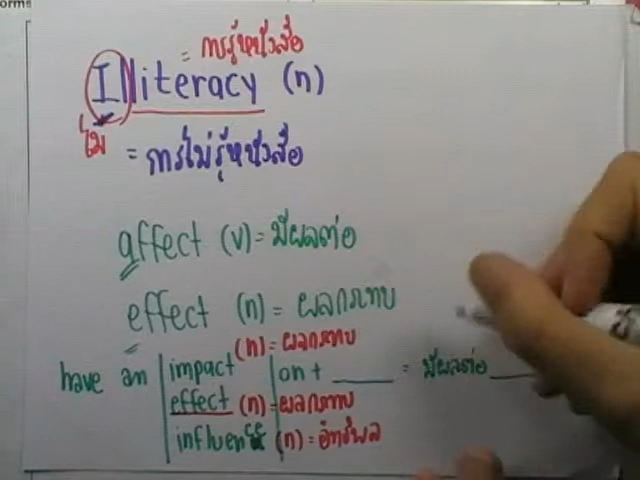 orms
= การรู้หนังสือ
Illiteracy (n)
ไม่
= การไม่รู้หนังสือ
affect (v) = มีผลต่อ
effect (n) = ผลกระทบ
(n) = ผลกระทบ
have an impact on + ____ = มีผลต่อ ____
effect (n) = ผลกระทบ
influence (n) = อิทธิพล